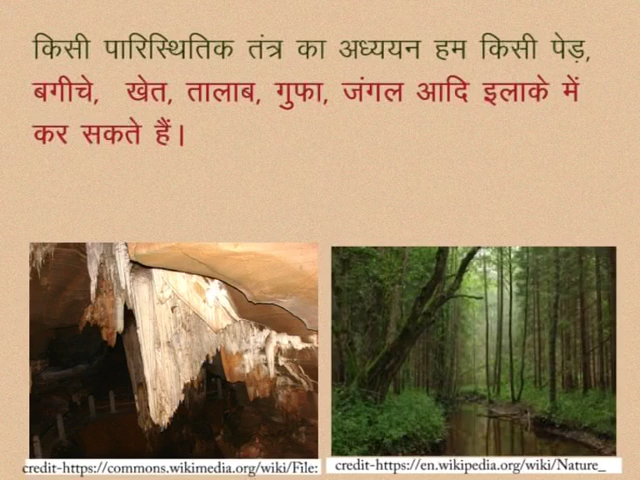 किसी पारिस्थितिक तंत्र का अध्ययन हम किसी पेड़,
बगीचे, खेत, तालाब, गुफा, जंगल आदि इलाके में
कर सकते हैं।
credit-https://commons.wikimedia.org/wiki/File:
credit-https://en.wikipedia.org/wiki/Nature_